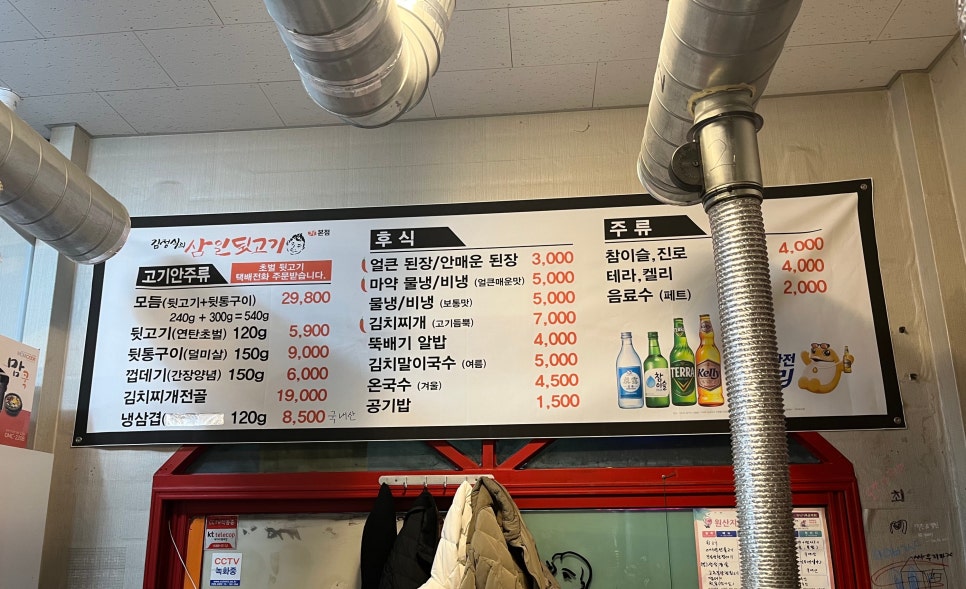 김정실의 삼일뒷고기 본점
고기안주류
초벌 뒷고기
택배전화 주문받습니다.
모듬(뒷고기+뒷통구이) 29,800
240g + 300g = 540g
뒷고기(연탄초벌) 120g 5,900
뒷통구이(덜미살) 150g 9,000
껍데기(간장양념) 150g 6,000
김치찌개전골 19,000
냉삼겹( 120g 8,500 국내산
후식
얼큰 된장/안매운 된장 3,000
마약 물냉/비냉 (얼큰매운맛) 5,000
물냉/비냉 (보통맛) 5,000
김치찌개 (고기듬뿍) 7,000
뚝배기 알밥 4,000
김치말이국수 (여름) 5,000
온국수 (겨울) 4,500
공기밥 1,500
주류
참이슬,진로 4,000
테라,켈리 4,000
음료수 (페트) 2,000
참이슬
TERRA
Kelly
kt telecop
CCTV
녹화중
원산지
최